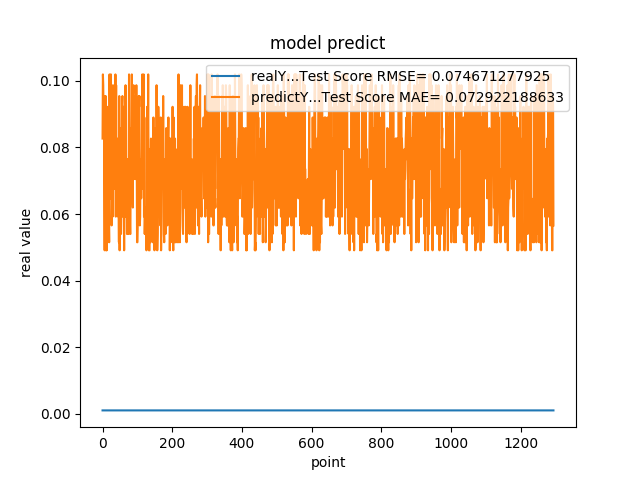 model predict
realY...Test Score RMSE= 0.074671277925
predictY...Test Score MAE= 0.072922188633
0.10
0.08
0.06
0.04
0.02
0.00
real value
0 200 400 600 800 1000 1200
point